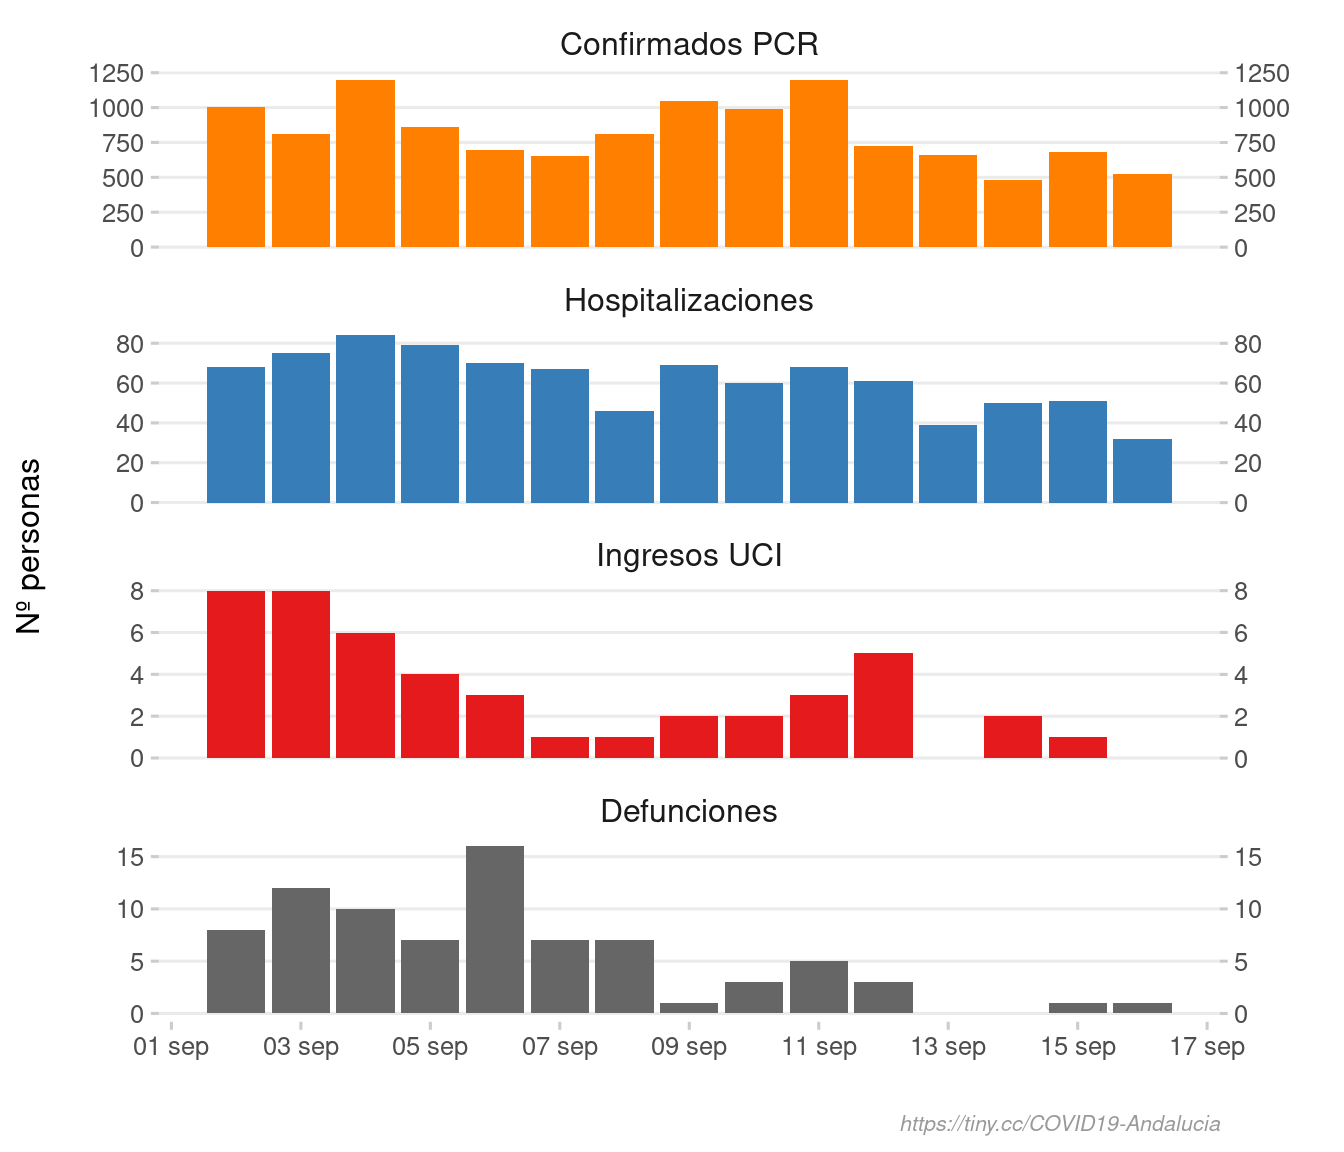 Confirmados PCR
1250 1250
1000 1000
750 750
500 500
250 250
0 0
Hospitalizaciones
80 80
60 60
40 40
20 20
0 0
Nº personas
Ingresos UCI
8 8
6 6
4 4
2 2
0 0
Defunciones
15 15
10 10
5 5
0 0
01 sep 03 sep 05 sep 07 sep 09 sep 11 sep 13 sep 15 sep 17 sep
https://tiny.cc/COVID19-Andalucia